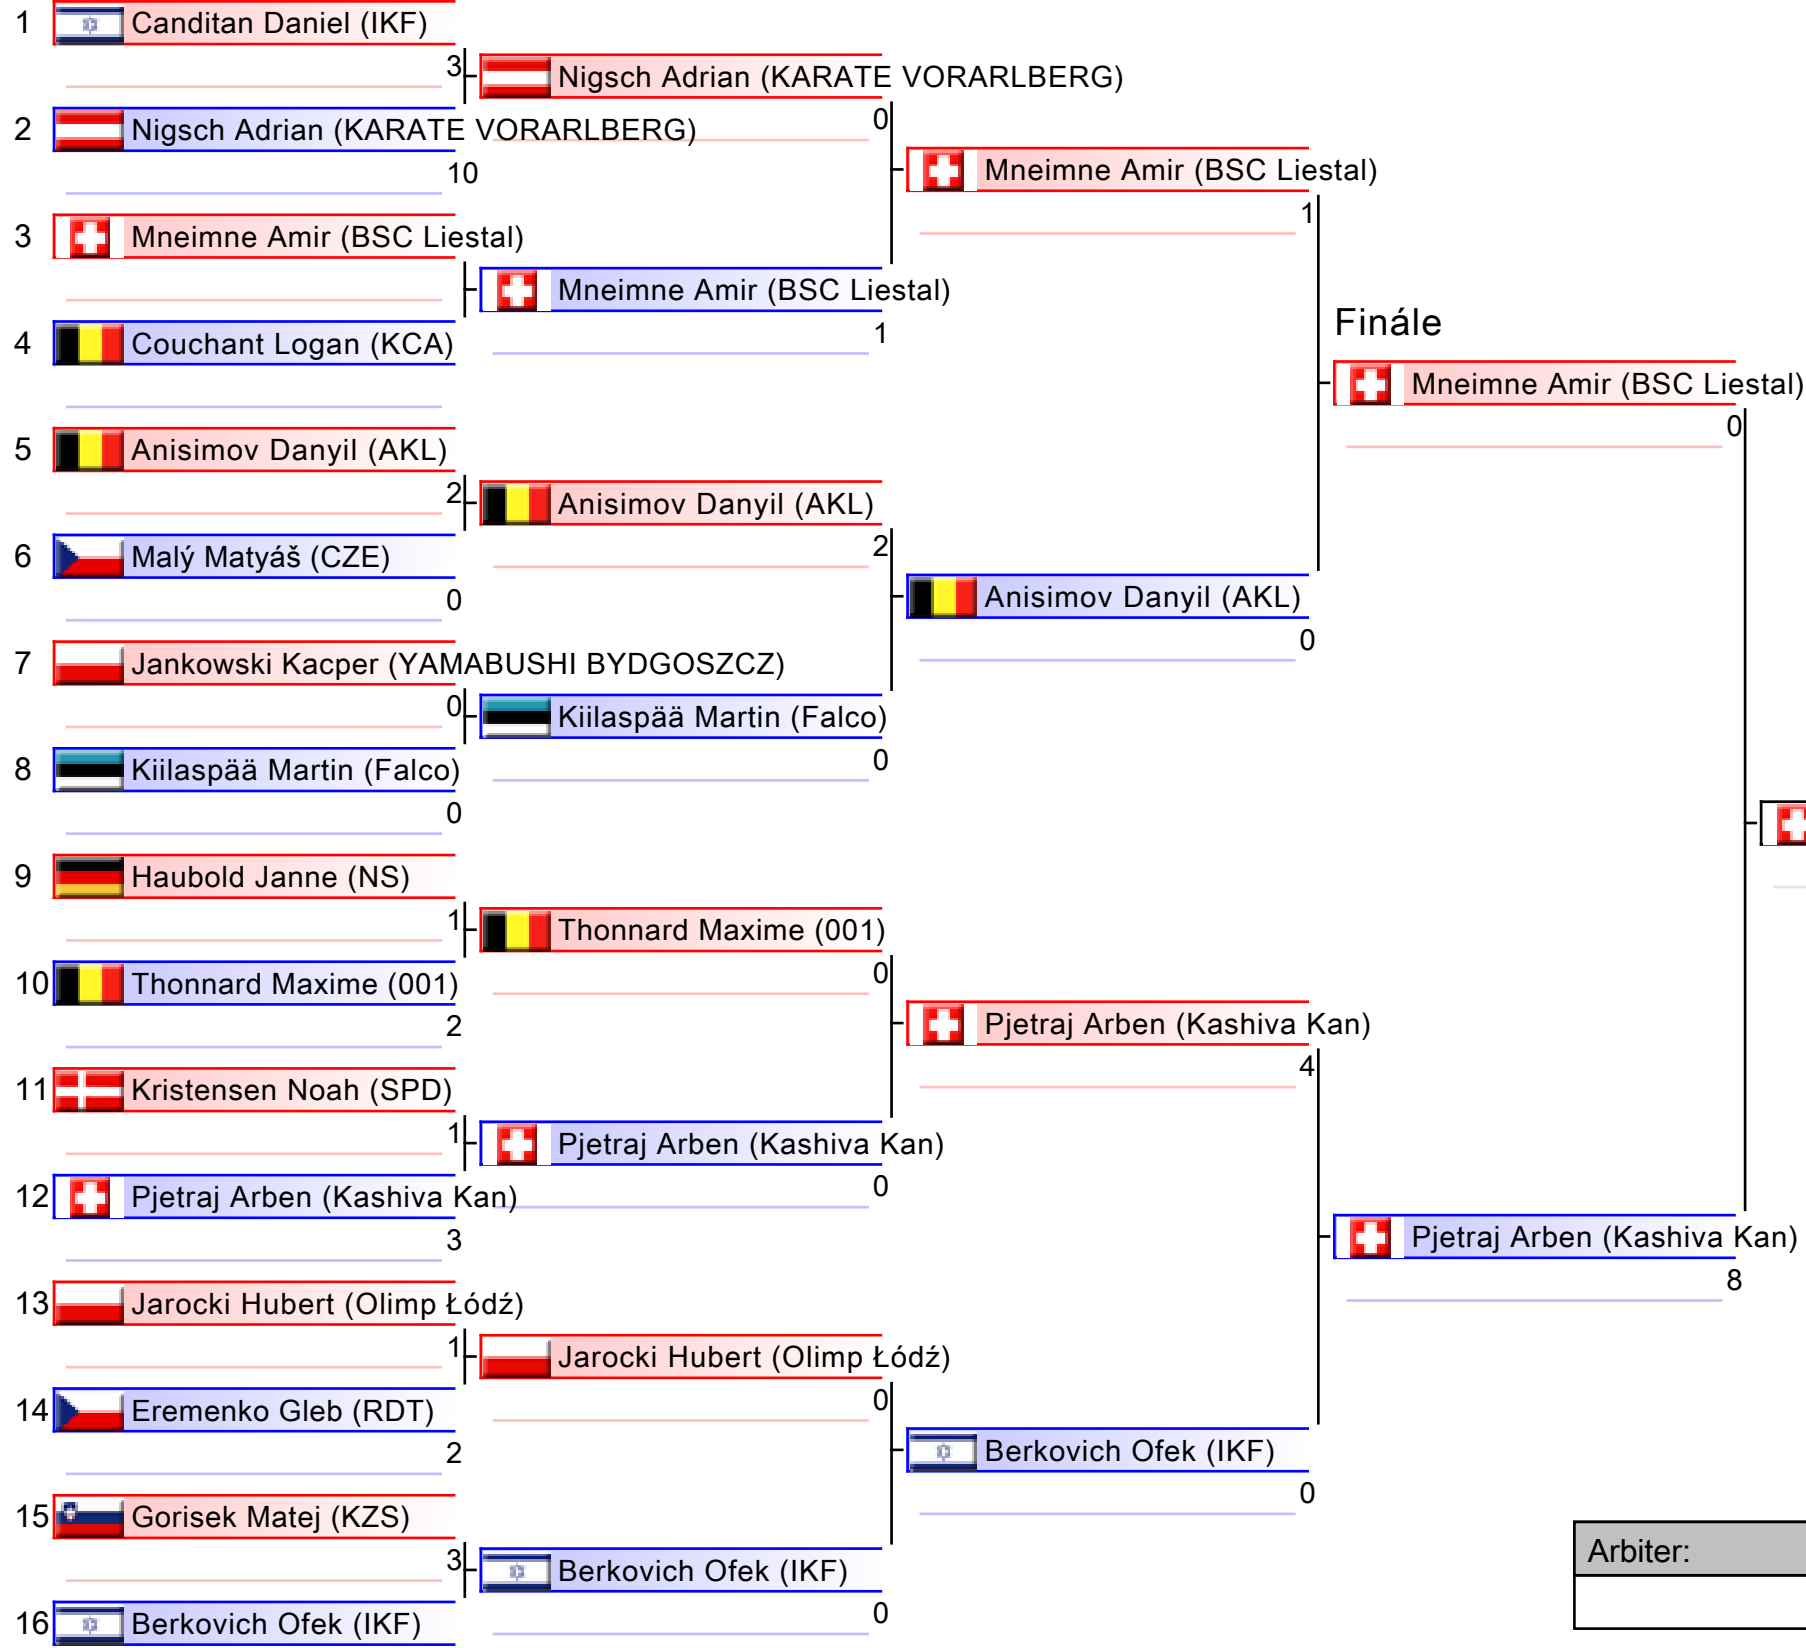 1 Canditan Daniel (IKF)
3
2 Nigsch Adrian (KARATE VORARLBERG)
10
3 Mneimne Amir (BSC Liestal)
4 Couchant Logan (KCA)
5 Anisimov Danyil (AKL)
2
6 Malý Matyáš (CZE)
0
7 Jankowski Kacper (YAMABUSHI BYDGOSZCZ)
0
8 Kiilaspää Martin (Falco)
0
9 Haubold Janne (NS)
1
10 Thonnard Maxime (001)
2
11 Kristensen Noah (SPD)
1
12 Pjetraj Arben (Kashiva Kan)
3
13 Jarocki Hubert (Olimp Łódź)
1
14 Eremenko Gleb (RDT)
2
15 Gorisek Matej (KZS)
3
16 Berkovich Ofek (IKF)
Nigsch Adrian (KARATE VORARLBERG)
0
Mneimne Amir (BSC Liestal)
1
Anisimov Danyil (AKL)
2
Kiilaspää Martin (Falco)
0
Thonnard Maxime (001)
0
Pjetraj Arben (Kashiva Kan)
0
Jarocki Hubert (Olimp Łódź)
0
Berkovich Ofek (IKF)
0
Mneimne Amir (BSC Liestal)
1
Anisimov Danyil (AKL)
0
Pjetraj Arben (Kashiva Kan)
4
Berkovich Ofek (IKF)
0
Finále
Mneimne Amir (BSC Liestal)
0
Pjetraj Arben (Kashiva Kan)
8
Arbiter: